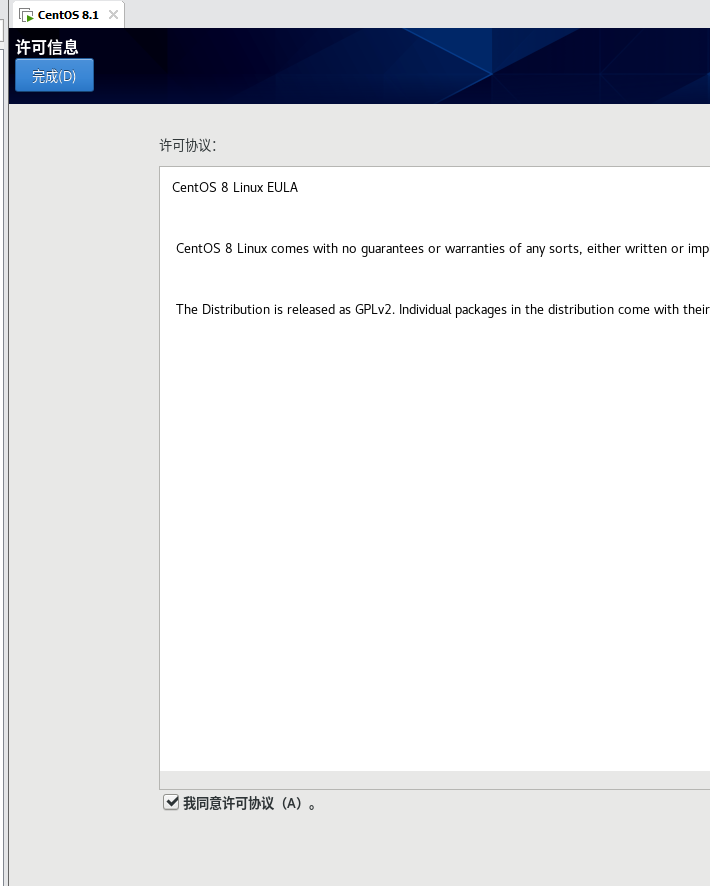 CentOS 8.1
许可信息
完成(D)
许可协议：
CentOS 8 Linux EULA
CentOS 8 Linux comes with no guarantees or warranties of any sorts, either written or imp
The Distribution is released as GPLv2. Individual packages in the distribution come with their
我同意许可协议（A）。